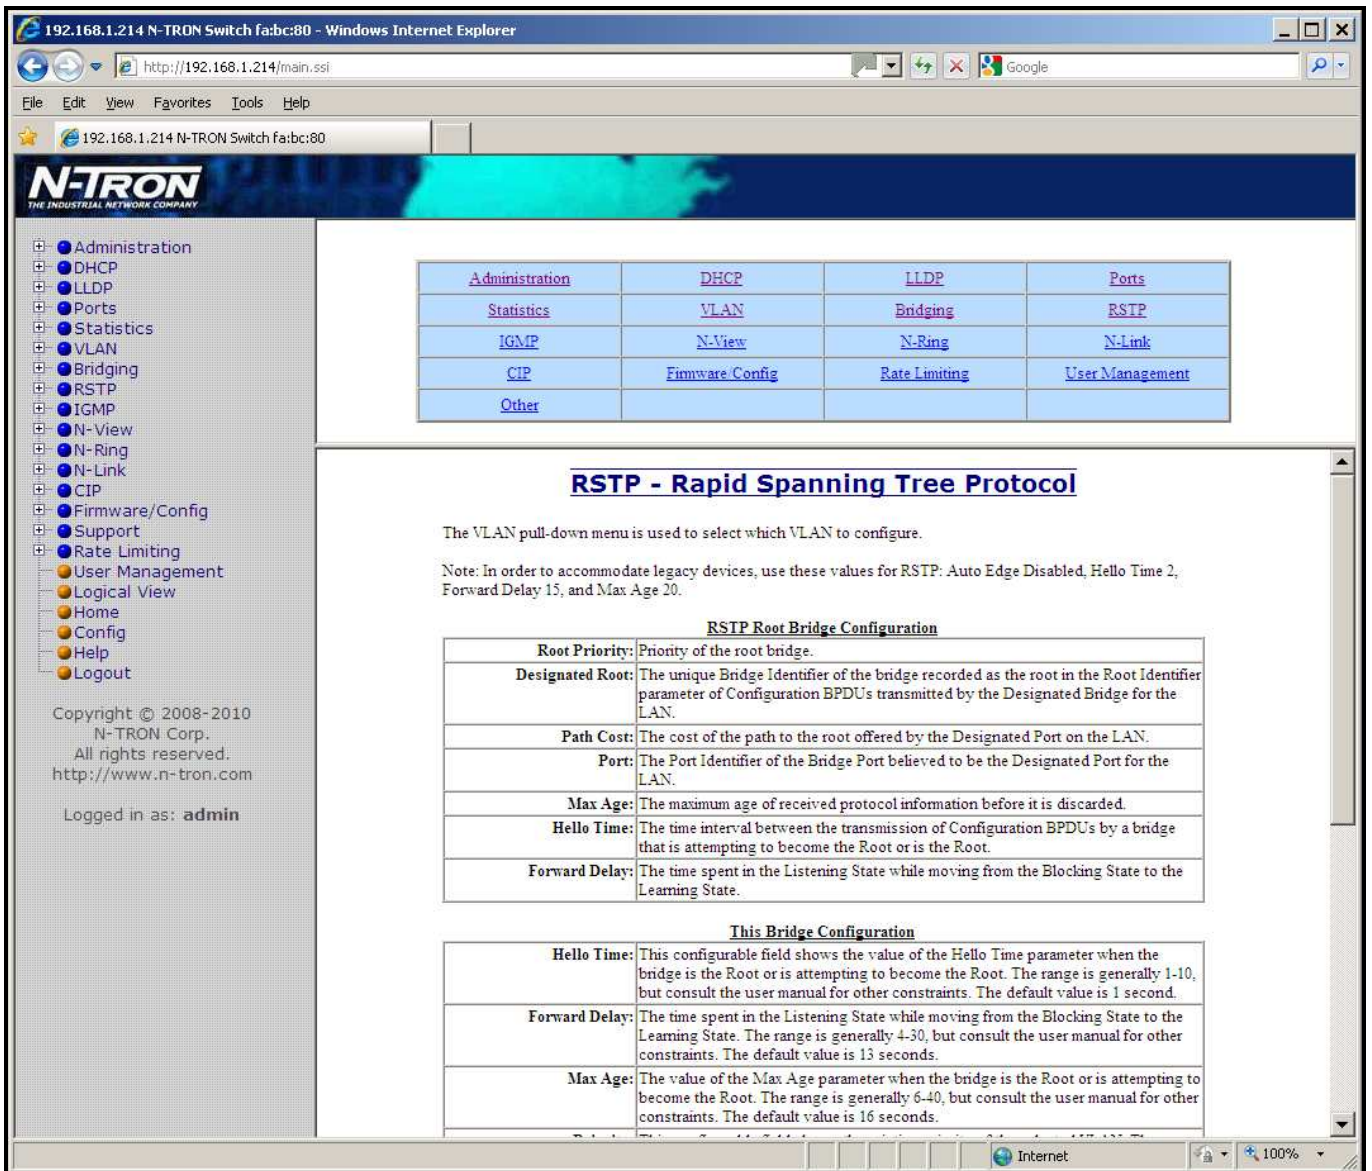 192.168.1.214 N-TRON Switch fa:bc:80 - Windows Internet Explorer
http://192.168.1.214/main.ssi
Google
File Edit View Favorites Tools Help
192.168.1.214 N-TRON Switch fa:bc:80
N-TRON
THE INDUSTRIAL NETWORK COMPANY
Administration
DHCP
LLDP
Ports
Statistics
VLAN
Bridging
RSTP
IGMP
N-View
N-Ring
N-Link
CIP
Firmware/Config
Support
Rate Limiting
User Management
Logical View
Home
Config
Help
Logout
Copyright © 2008-2010
N-TRON Corp.
All rights reserved.
http://www.n-tron.com
Logged in as: admin
Administration DHCP LLDP Ports
Statistics VLAN Bridging RSTP
IGMP N-View N-Ring N-Link
CIP Firmware/Config Rate Limiting User Management
Other
RSTP - Rapid Spanning Tree Protocol
The VLAN pull-down menu is used to select which VLAN to configure.
Note: In order to accommodate legacy devices, use these values for RSTP: Auto Edge Disabled, Hello Time 2,
Forward Delay 15, and Max Age 20.
RSTP Root Bridge Configuration
Root Priority: Priority of the root bridge.
Designated Root: The unique Bridge Identifier of the bridge recorded as the root in the Root Identifier
parameter of Configuration BPDUs transmitted by the Designated Bridge for the
LAN.
Path Cost: The cost of the path to the root offered by the Designated Port on the LAN.
Port: The Port Identifier of the Bridge Port believed to be the Designated Port for the
LAN.
Max Age: The maximum age of received protocol information before it is discarded.
Hello Time: The time interval between the transmission of Configuration BPDUs by a bridge
that is attempting to become the Root or is the Root.
Forward Delay: The time spent in the Listening State while moving from the Blocking State to the
Learning State.
This Bridge Configuration
Hello Time: This configurable field shows the value of the Hello Time parameter when the
bridge is the Root or is attempting to become the Root. The range is generally 1-10,
but consult the user manual for other constraints. The default value is 1 second.
Forward Delay: The time spent in the Listening State while moving from the Blocking State to the
Learning State. The range is generally 4-30, but consult the user manual for other
constraints. The default value is 13 seconds.
Max Age: The value of the Max Age parameter when the bridge is the Root or is attempting to
become the Root. The range is generally 6-40, but consult the user manual for other
constraints. The default value is 16 seconds.
Internet
100%